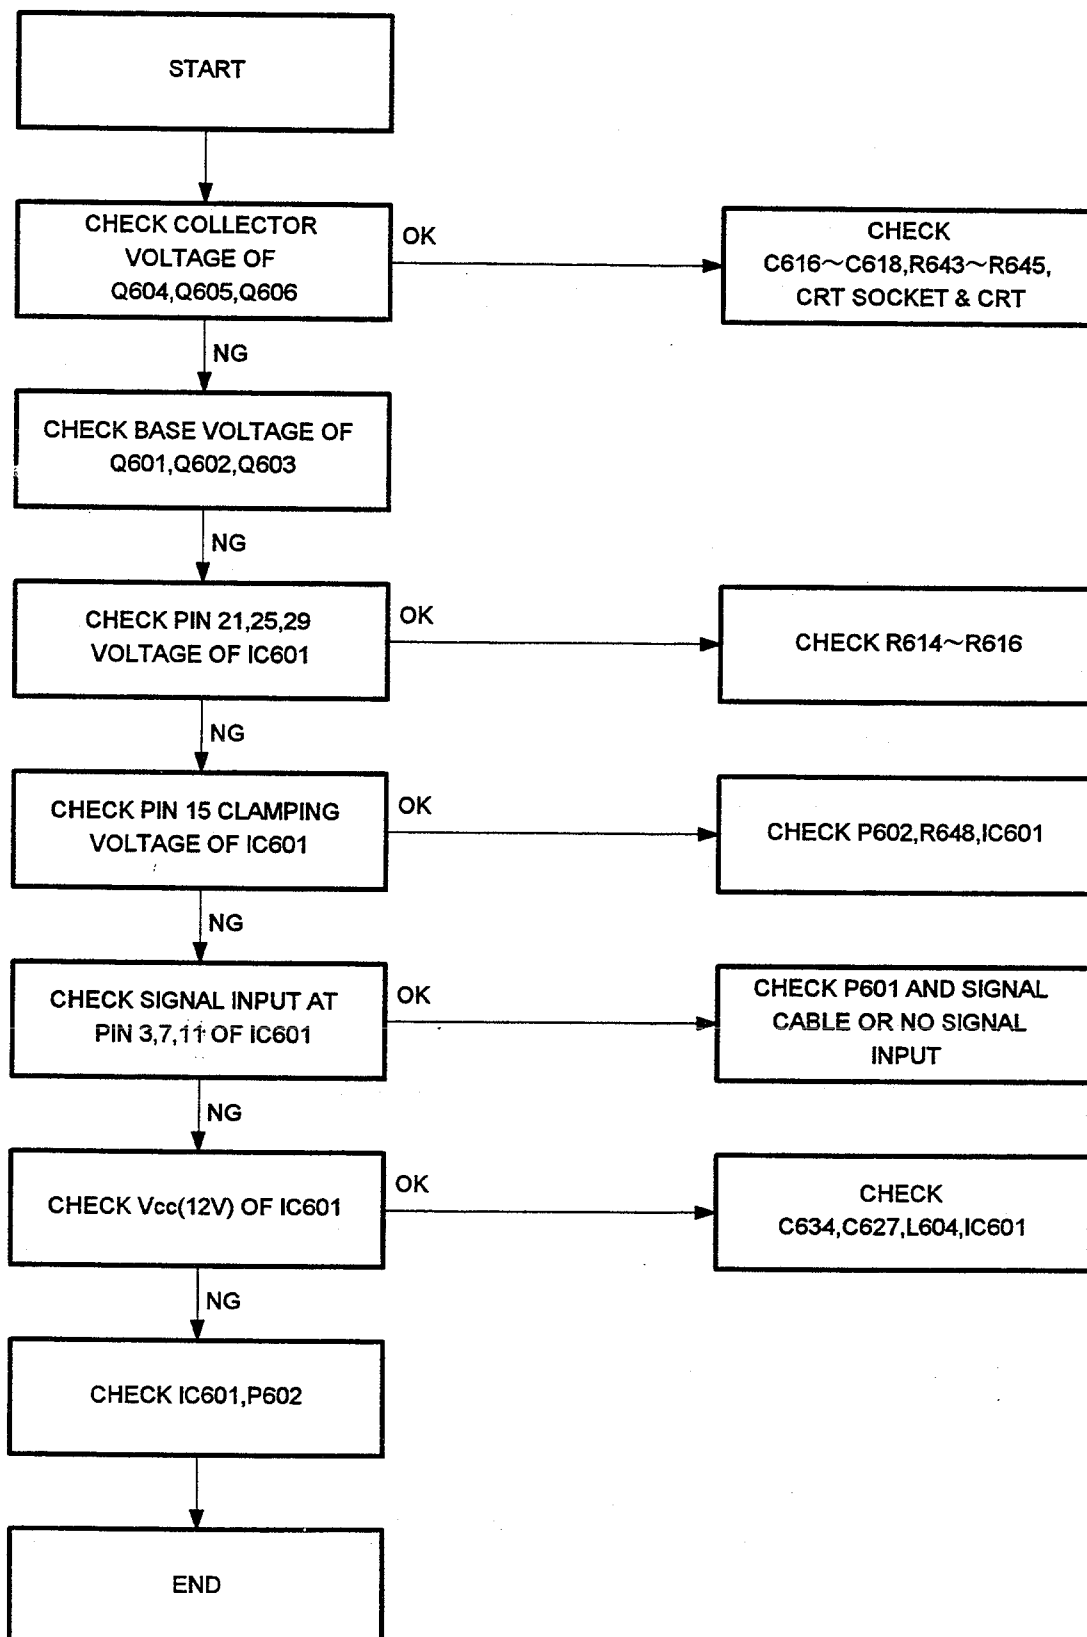 START
CHECK COLLECTOR
VOLTAGE OF
Q604,Q605,Q606
OK
CHECK
C616~C618,R643~R645,
CRT SOCKET & CRT
NG
CHECK BASE VOLTAGE OF
Q601,Q602,Q603
NG
CHECK PIN 21,25,29
VOLTAGE OF IC601
OK
CHECK R614~R616
NG
CHECK PIN 15 CLAMPING
VOLTAGE OF IC601
OK
CHECK P602,R648,IC601
NG
CHECK SIGNAL INPUT AT
PIN 3,7,11 OF IC601
OK
CHECK P601 AND SIGNAL
CABLE OR NO SIGNAL
INPUT
NG
CHECK Vcc(12V) OF IC601
OK
CHECK
C634,C627,L604,IC601
NG
CHECK IC601,P602
END